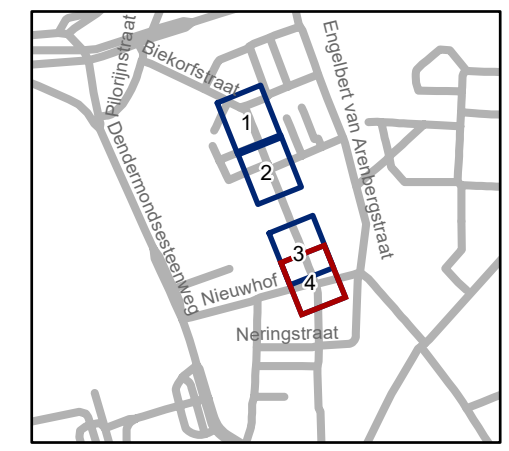 Pilorijnstraat
Biekorfstraat
Engelbert van Arenbergstraat
Dendermondsesteenweg
1
2
3
4
Nieuwhof
Neringstraat